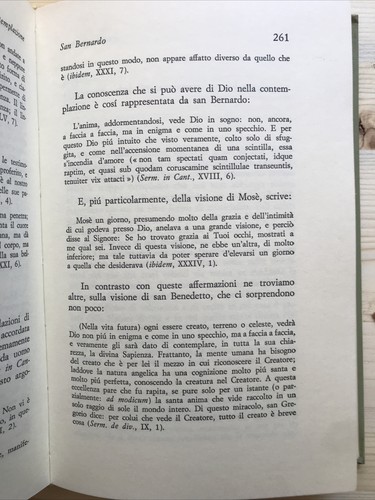 San Bernardo 261
standosi in questo modo, non appare affatto diverso da quello che
è (ibidem, XXXI, 7).
La conoscenza che si può avere di Dio nella contem-
plazione è cosí rappresentata da san Bernardo:
L'anima, addormentandosi, vede Dio in sogno: non, ancora,
a faccia a faccia, ma in enigma e come in uno specchio. E per
questo Dio piú intuito che visto veramente, colto solo di sfug-
gita, e come nell'accensione momentanea di una scintilla, essa
s'incendia d'amore (« non tam spectati quam conjectati, idque
raptim, et quasi sub quodam coruscamine scintillulae transeuntis,
tenuiter vix attacti ») (Serm. in Cant., XVIII, 6).
E, piú particolarmente, della visione di Mosè, scrive:
Mosè un giorno, presumendo molto della grazia e dell'intimità
di cui godeva presso Dio, anelava a una grande visione, e perciò
disse al Signore: Se ho trovato grazia ai Tuoi occhi, mostrati a
me qual sei. Invece di questa visione, ne ebbe un'altra, di molto
inferiore; ma tale tuttavia da poter sperare d'elevarsi un giorno
a quella che desiderava (ibidem, XXXIV, 1).
In contrasto con queste affermazioni ne troviamo
altre, sulla visione di san Benedetto, che ci sorprendono
non poco:
(Nella vita futura) ogni essere creato, terreno o celeste, vedrà
Dio non piú in enigma e come in uno specchio, ma a faccia a faccia,
e veramente gli sarà dato di contemplare, in tutta la sua chia-
rezza, la divina Sapienza. Frattanto, la mente umana ha bisogno
del creato che è per lei il mezzo in cui riconoscere il Creatore;
laddove la natura angelica ha una cognizione molto piú santa e
molto piú perfetta, conoscendo la creatura nel Creatore. A questa
eccellenza pare che fu rapita, se pure solo per un istante (o par-
zialmente: ad modicum) la santa anima che vide raccolto in un
solo raggio di sole il mondo intero. Di questo miracolo, san Gre-
gorio dice: per colui che vede il Creatore, tutto il creato è breve
cosa (Serm. de div., IX, 1).